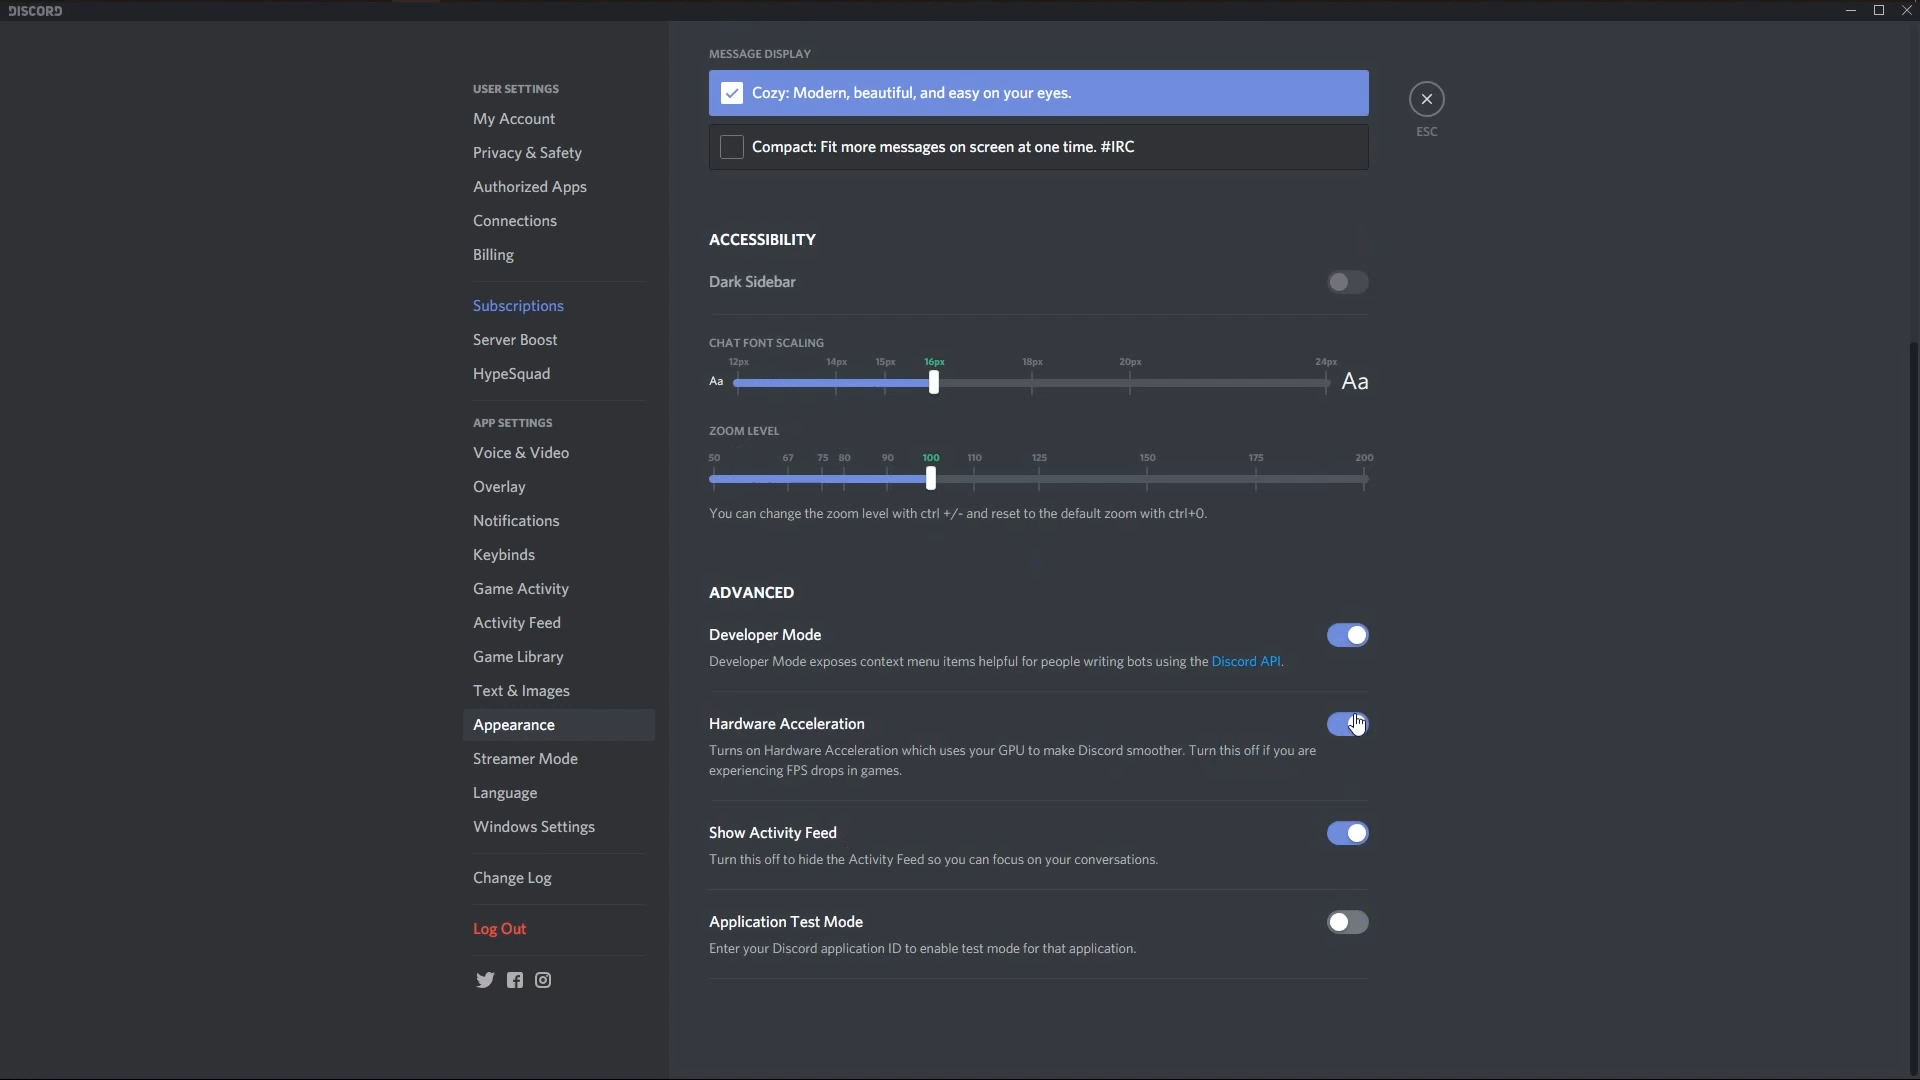 DISCORD
USER SETTINGS
My Account
Privacy & Safety
Authorized Apps
Connections
Billing
Subscriptions
Server Boost
HypeSquad
APP SETTINGS
Voice & Video
Overlay
Notifications
Keybinds
Game Activity
Activity Feed
Game Library
Text & Images
Appearance
Streamer Mode
Language
Windows Settings
Change Log
Log Out
MESSAGE DISPLAY
Cozy: Modern, beautiful, and easy on your eyes.
Compact: Fit more messages on screen at one time. #IRC
ESC
ACCESSIBILITY
Dark Sidebar
CHAT FONT SCALING
12px 14px 15px 16px 18px 20px 24px
Aa Aa
ZOOM LEVEL
50 67 75 80 90 100 110 125 150 175 200
You can change the zoom level with ctrl +/- and reset to the default zoom with ctrl+0.
ADVANCED
Developer Mode
Developer Mode exposes context menu items helpful for people writing bots using the Discord API.
Hardware Acceleration
Turns on Hardware Acceleration which uses your GPU to make Discord smoother. Turn this off if you are
experiencing FPS drops in games.
Show Activity Feed
Turn this off to hide the Activity Feed so you can focus on your conversations.
Application Test Mode
Enter your Discord application ID to enable test mode for that application.